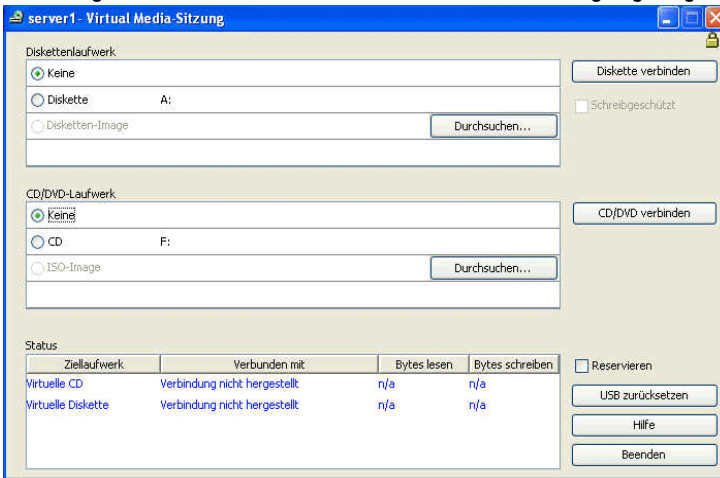 server1 - Virtual Media-Sitzung
Diskettenlaufwerk
Keine
Diskette verbinden
Diskette A:
Schreibgeschützt
Disketten-Image Durchsuchen...
CD/DVD-Laufwerk
Keine
CD/DVD verbinden
CD F:
ISO-Image Durchsuchen...
Status
Ziellaufwerk Verbunden mit Bytes lesen Bytes schreiben
Reservieren
Virtuelle CD Verbindung nicht hergestellt n/a n/a
USB zurücksetzen
Virtuelle Diskette Verbindung nicht hergestellt n/a n/a
Hilfe
Beenden